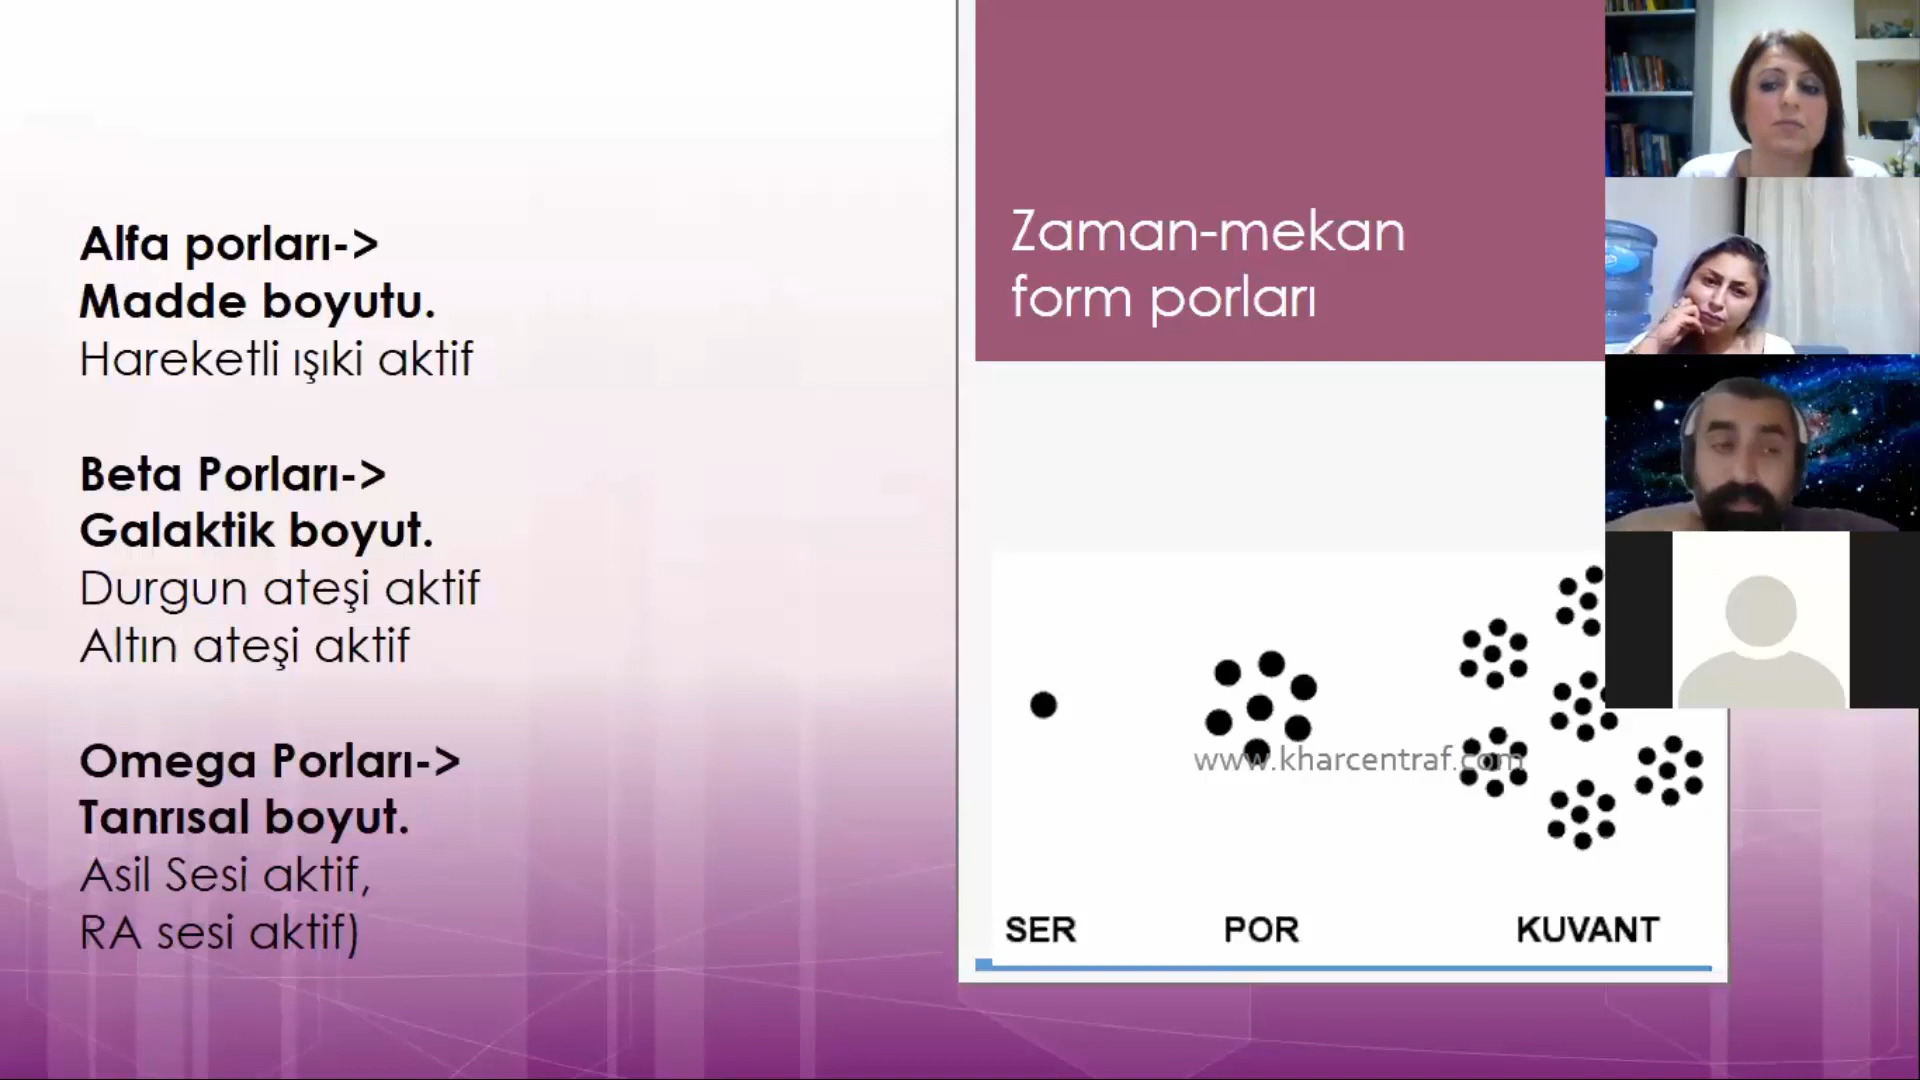 Alfa porları->
Madde boyutu.
Hareketli ışıki aktif
Beta Porları->
Galaktik boyut.
Durgun ateşi aktif
Altın ateşi aktif
Omega Porları->
Tanrısal boyut.
Asil Sesi aktif,
RA sesi aktif)
Zaman-mekan
form porları
www.kharcentraf.com
SER
POR
KUVANT